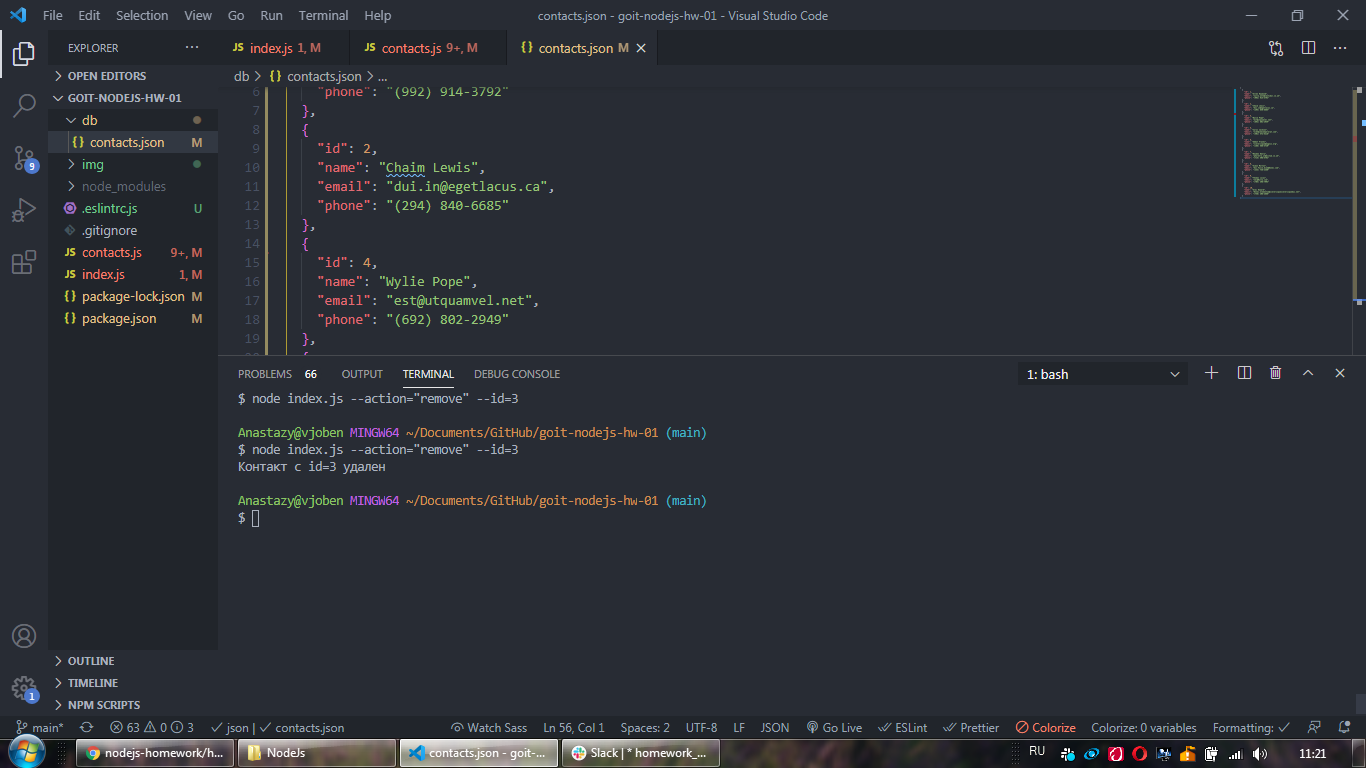 File Edit Selection View Go Run Terminal Help contacts.json - goit-nodejs-hw-01 - Visual Studio Code
EXPLORER
index.js 1, M contacts.js 9+, M contacts.json M
OPEN EDITORS
db contacts.json ...
GOIT-NODEJS-HW-01
db
contacts.json M
img
node_modules
.eslintrc.js U
.gitignore
contacts.js 9+, M
index.js 1, M
package-lock.json M
package.json M
6 "phone": "(992) 914-3792"
7 },
8 {
9 "id": 2,
10 "name": "Chaim Lewis",
11 "email": "dui.in@egetlacus.ca",
12 "phone": "(294) 840-6685"
13 },
14 {
15 "id": 4,
16 "name": "Wylie Pope",
17 "email": "est@utquamvel.net",
18 "phone": "(692) 802-2949"
19 },
PROBLEMS 66 OUTPUT TERMINAL DEBUG CONSOLE 1: bash
$ node index.js --action="remove" --id=3
Anastazy@vjoben MINGW64 ~/Documents/GitHub/goit-nodejs-hw-01 (main)
$ node index.js --action="remove" --id=3
Контакт с id=3 удален
Anastazy@vjoben MINGW64 ~/Documents/GitHub/goit-nodejs-hw-01 (main)
$
9
1
OUTLINE
TIMELINE
NPM SCRIPTS
main* 63 0 3 json | contacts.json Watch Sass Ln 56, Col 1 Spaces: 2 UTF-8 LF JSON Go Live ESLint Prettier Colorize Colorize: 0 variables Formatting:
nodejs-homework/h... NodeJs contacts.json - goit-... Slack | * homework_... RU 11:21